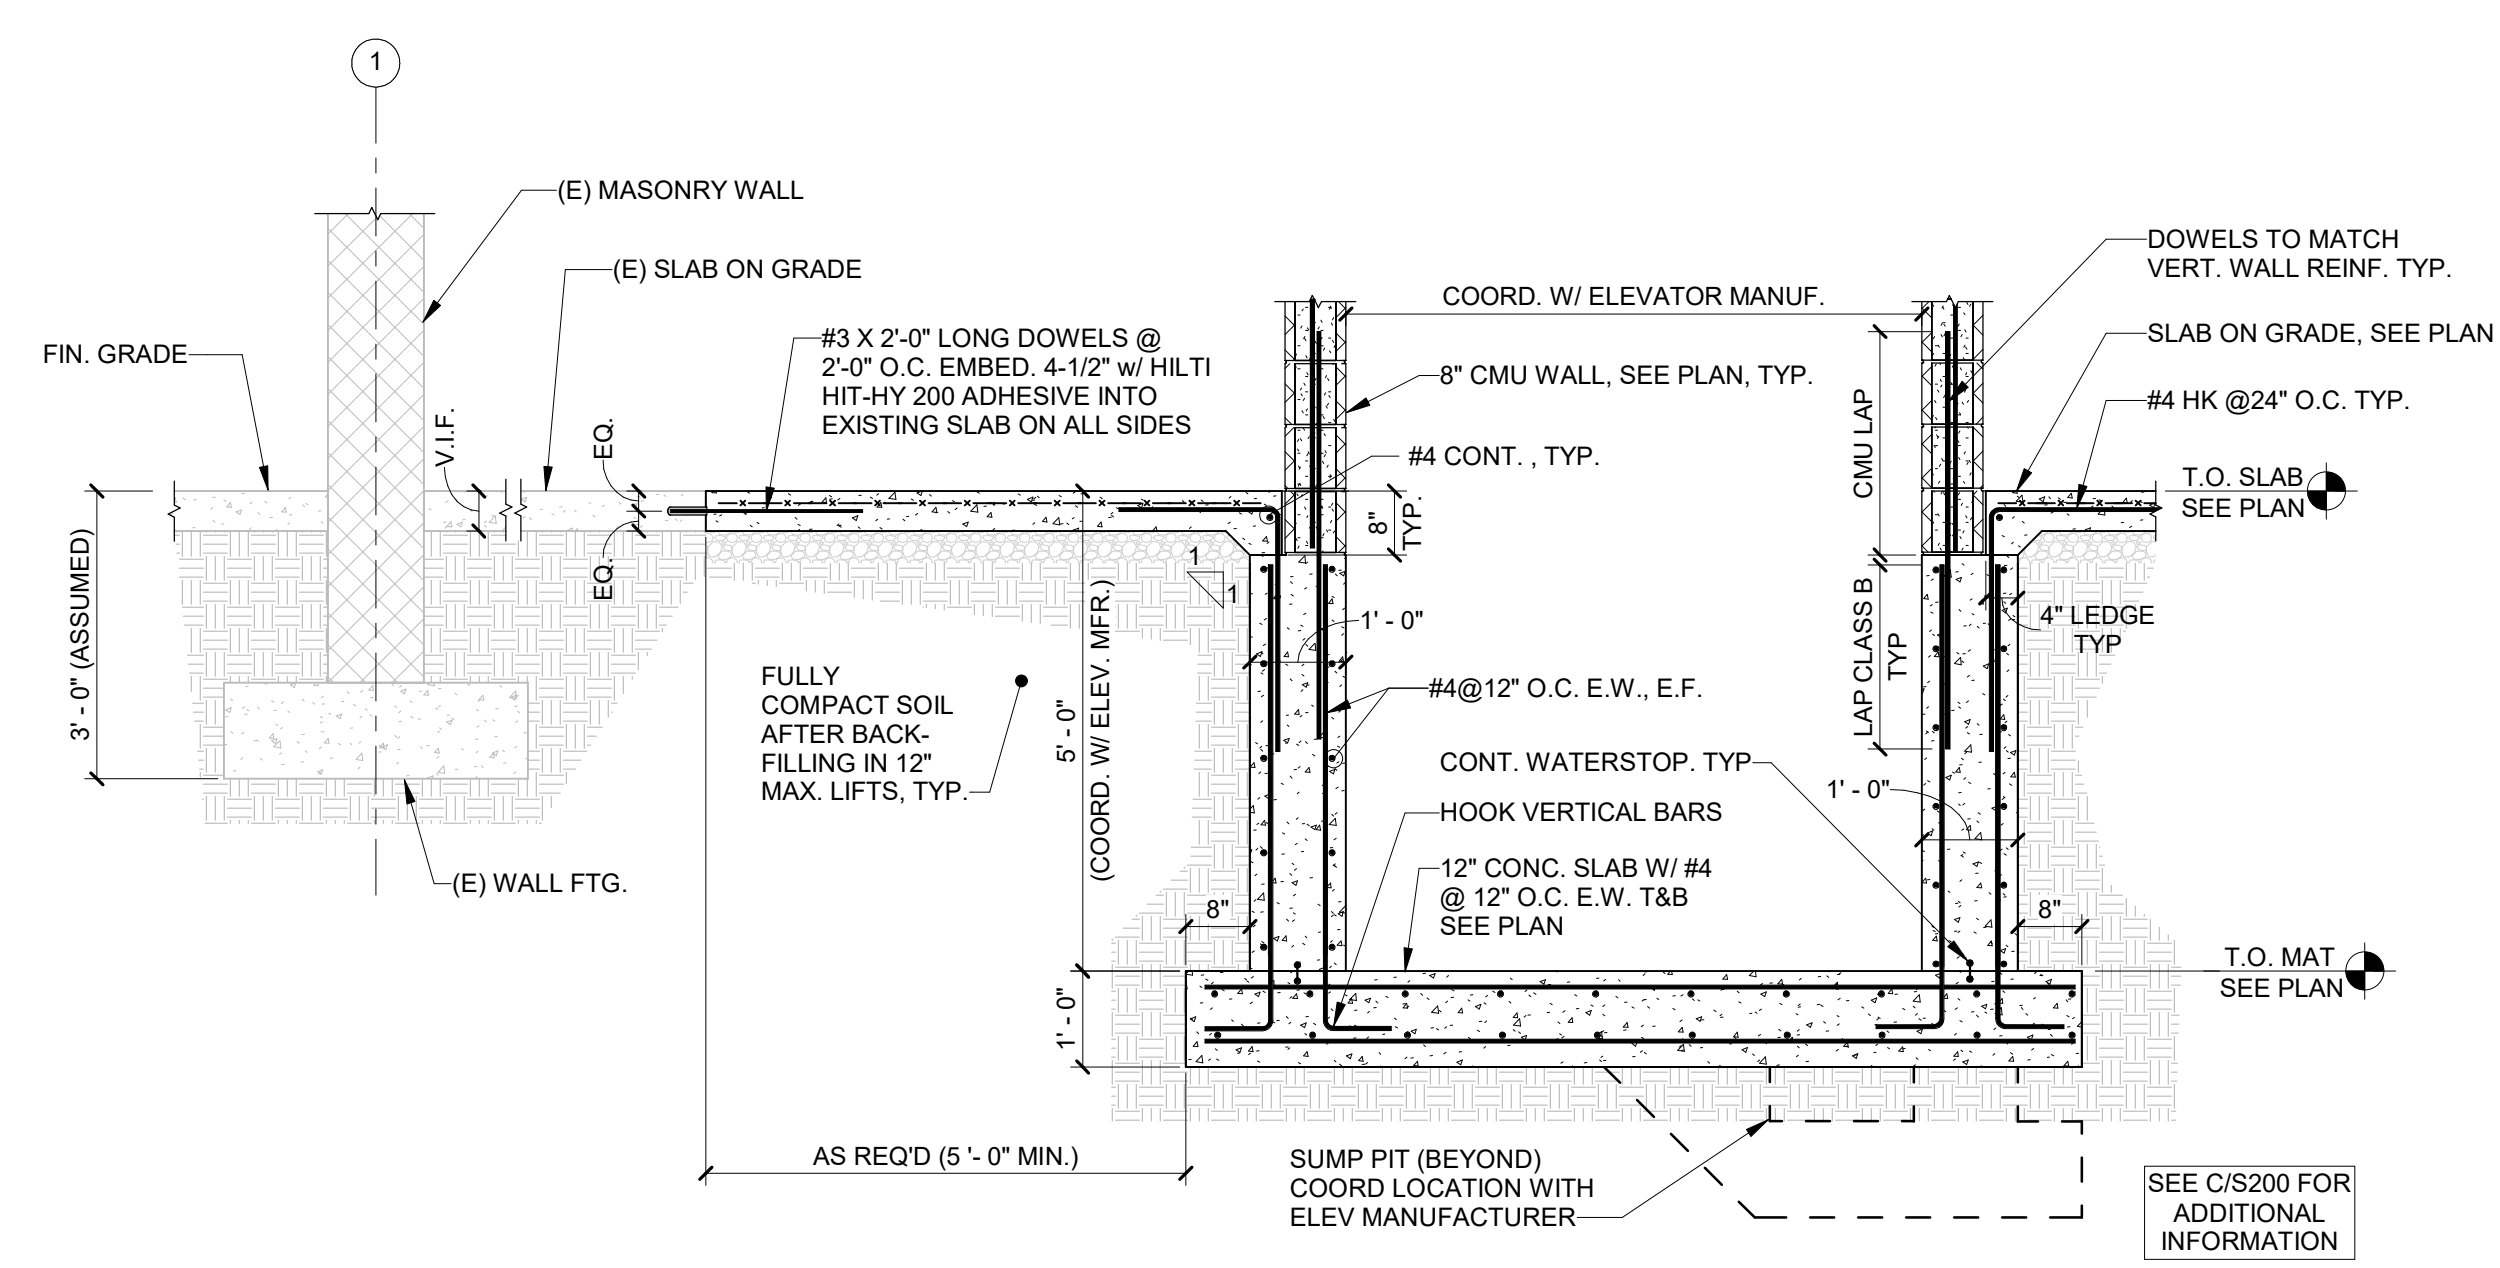 1
(E) MASONRY WALL
(E) SLAB ON GRADE
FIN. GRADE
#3 X 2'-0" LONG DOWELS @
2'-0" O.C. EMBED. 4-1/2" w/ HILTI
HIT-HY 200 ADHESIVE INTO
EXISTING SLAB ON ALL SIDES
V.I.F.
EQ.
EQ.
3' - 0" (ASSUMED)
(E) WALL FTG.
FULLY
COMPACT SOIL
AFTER BACK-
FILLING IN 12"
MAX. LIFTS, TYP.
5' - 0"
(COORD. W/ ELEV. MFR.)
1' - 0"
AS REQ'D (5 '- 0" MIN.)
1
1
8"
COORD. W/ ELEVATOR MANUF.
8" CMU WALL, SEE PLAN, TYP.
#4 CONT. , TYP.
8"
TYP.
1' - 0"
#4@12" O.C. E.W., E.F.
CONT. WATERSTOP. TYP
HOOK VERTICAL BARS
12" CONC. SLAB W/ #4
@ 12" O.C. E.W. T&B
SEE PLAN
SUMP PIT (BEYOND)
COORD LOCATION WITH
ELEV MANUFACTURER
CMU LAP
LAP CLASS B
TYP
1' - 0"
DOWELS TO MATCH
VERT. WALL REINF. TYP.
SLAB ON GRADE, SEE PLAN
#4 HK @24" O.C. TYP.
T.O. SLAB
SEE PLAN
4" LEDGE
TYP
8"
T.O. MAT
SEE PLAN
SEE C/S200 FOR
ADDITIONAL
INFORMATION